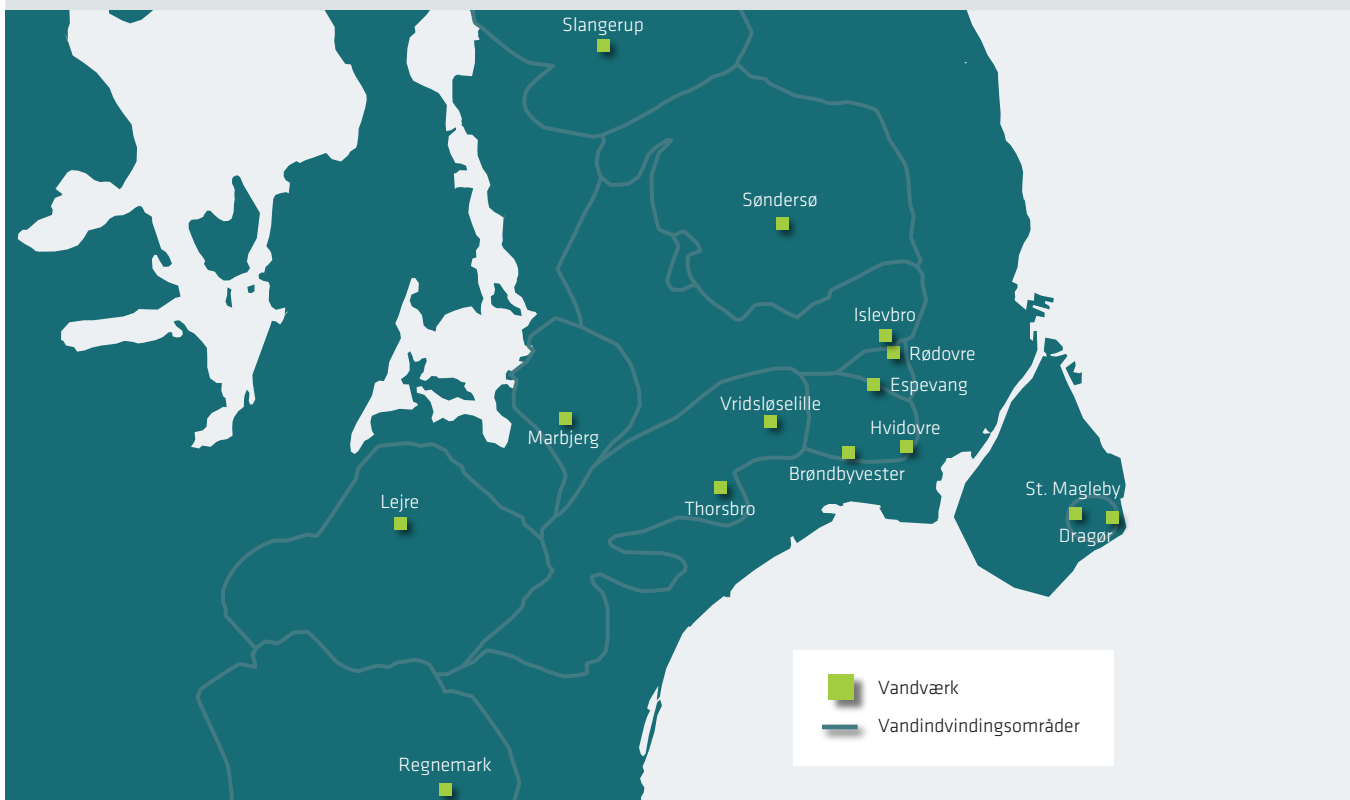 Slangerup
Søndersø
Islevbro
Rødovre
Espevang
Vridsløselille
Hvidovre
Marbjerg
Brøndbyvester
Lejre
Thorsbro
St. Magleby
Dragør
Vandværk
Vandindvindingsområder
Regnemark